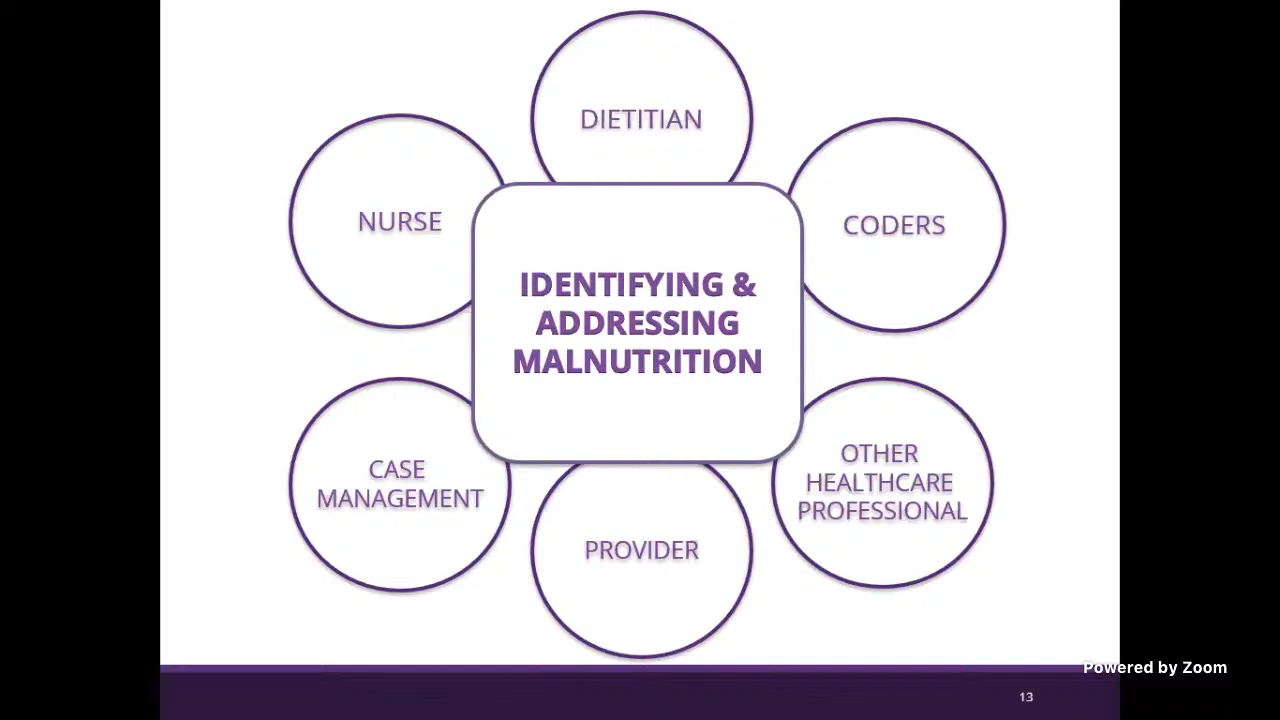 DIETITIAN
NURSE
CODERS
IDENTIFYING &
ADDRESSING
MALNUTRITION
CASE
MANAGEMENT
OTHER
HEALTHCARE
PROFESSIONAL
PROVIDER
Powered by Zoom
13